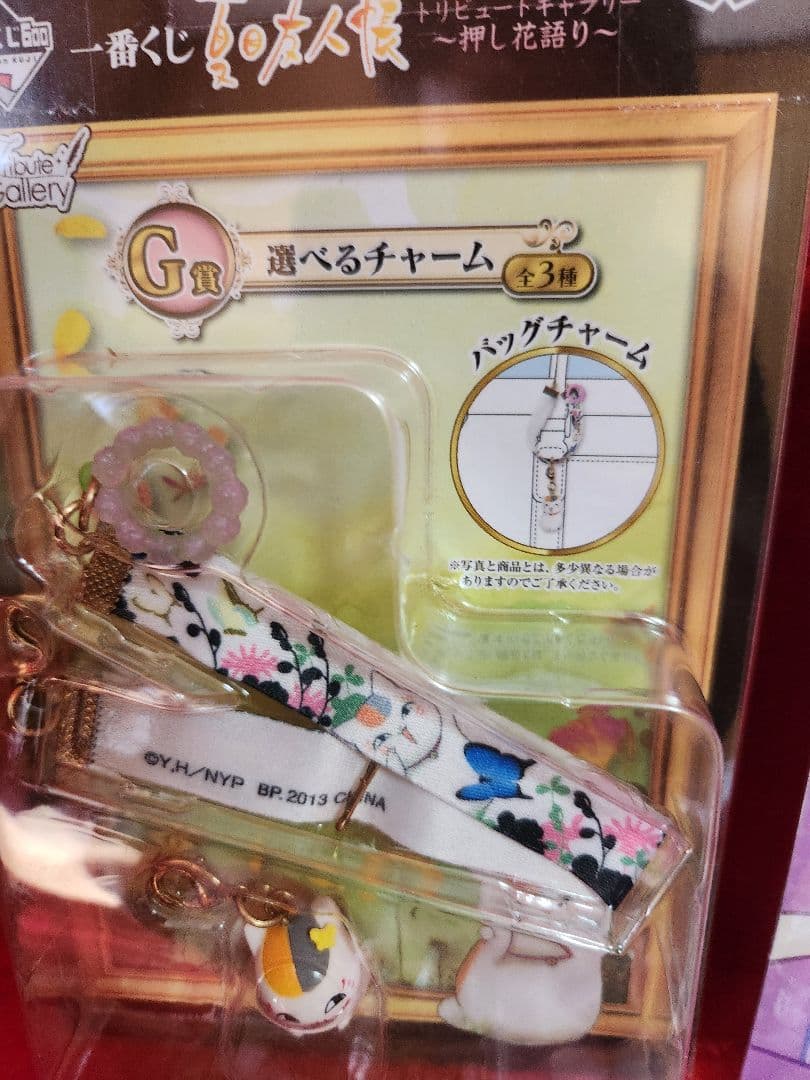 一番くじ 夏目友人帳
トリビュートギャラリー
～押し花語り～
Gallery
G賞 選べるチャーム 全3種
バッグチャーム
※写真と商品とは、多少異なる場合が
ありますのでご了承ください。
©Y,H/NYP BP.2013 CHINA